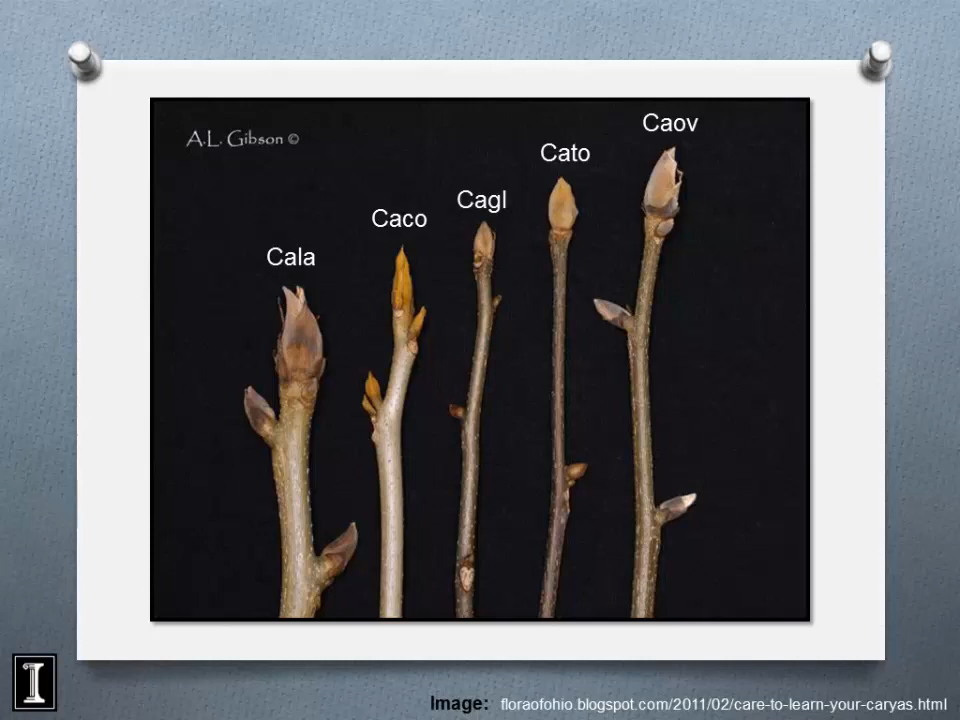 A.L. Gibson ©
Caov
Cato
Cagl
Caco
Cala
I
Image: floraofohio.blogspot.com/2011/02/care-to-learn-your-caryas.html